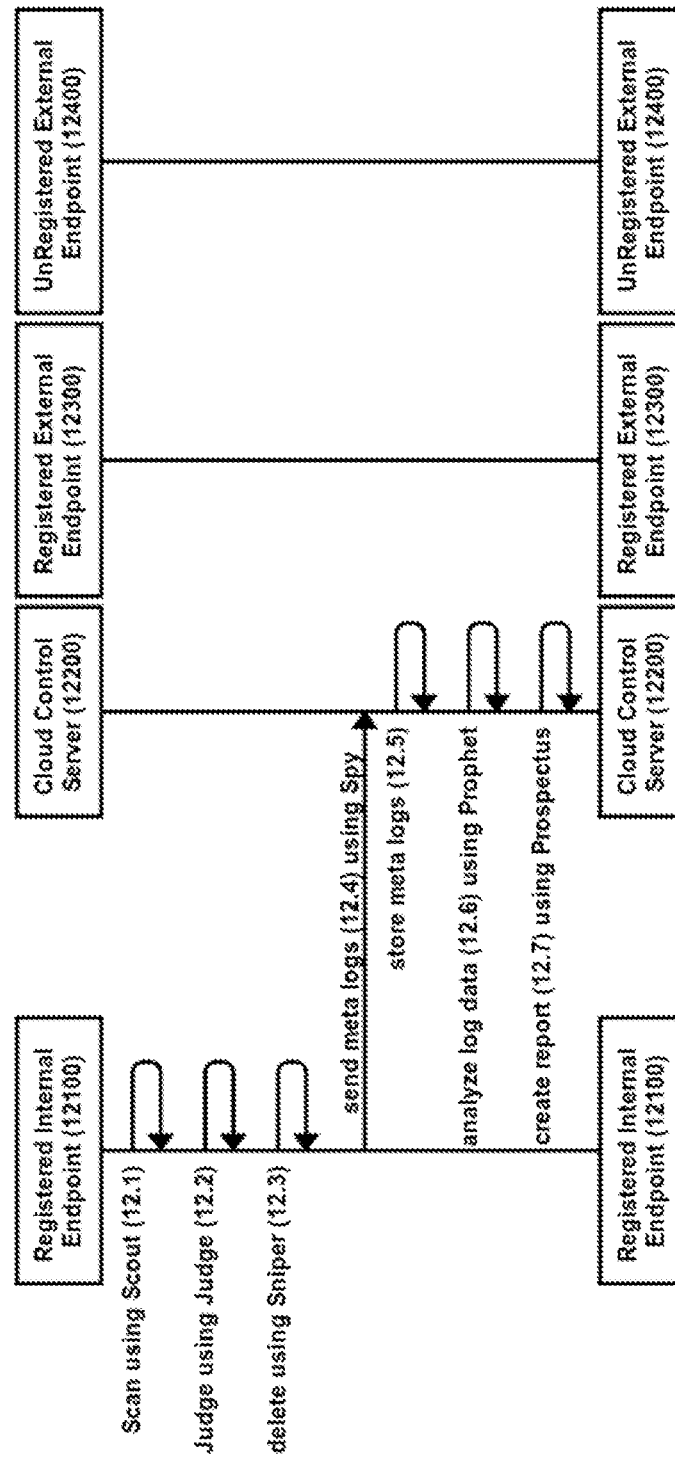 Registered Internal
Endpoint (12100)
Cloud Control
Server (12200)
Registered External
Endpoint (12300)
UnRegistered External
Endpoint (12400)
Scan using Scout (12.1)
Judge using Judge (12.2)
delete using Sniper (12.3)
send meta logs (12.4) using Spy
store meta logs (12.5)
analyze log data (12.6) using Prophet
create report (12.7) using Prospectus
Registered Internal
Endpoint (12100)
Cloud Control
Server (12200)
Registered External
Endpoint (12300)
UnRegistered External
Endpoint (12400)